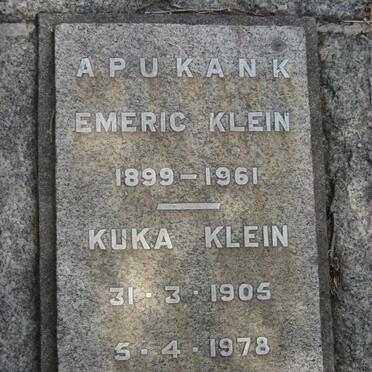 APUKANK
EMERIC KLEIN
1899-1961
KUKA KLEIN
31·3·1905
5·4·1978